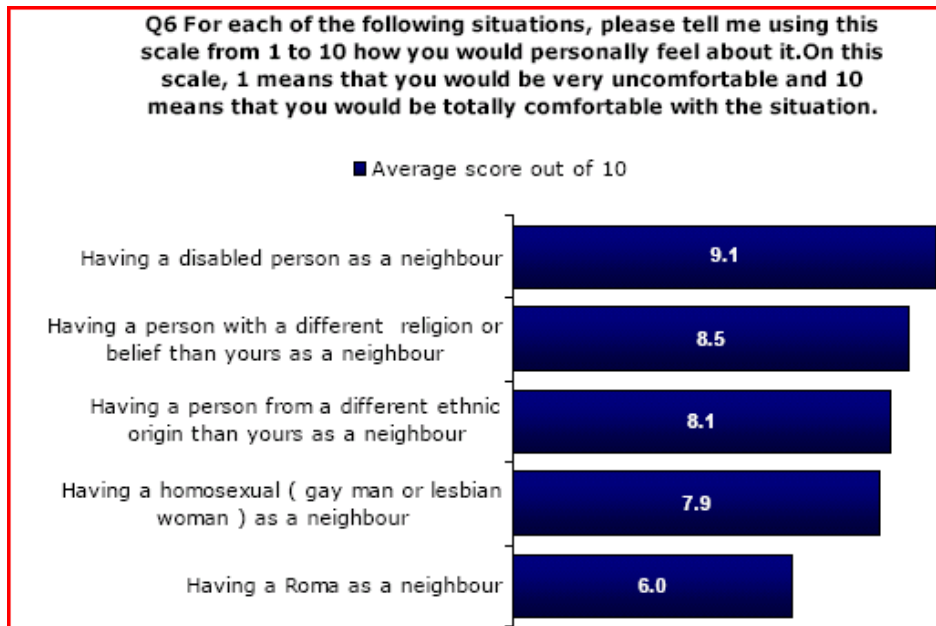 Q6 For each of the following situations, please tell me using this
scale from 1 to 10 how you would personally feel about it.On this
scale, 1 means that you would be very uncomfortable and 10
means that you would be totally comfortable with the situation.
Average score out of 10
Having a disabled person as a neighbour
9.1
Having a person with a different religion or
belief than yours as a neighbour
8.5
Having a person from a different ethnic
origin than yours as a neighbour
8.1
Having a homosexual ( gay man or lesbian
woman ) as a neighbour
7.9
Having a Roma as a neighbour
6.0